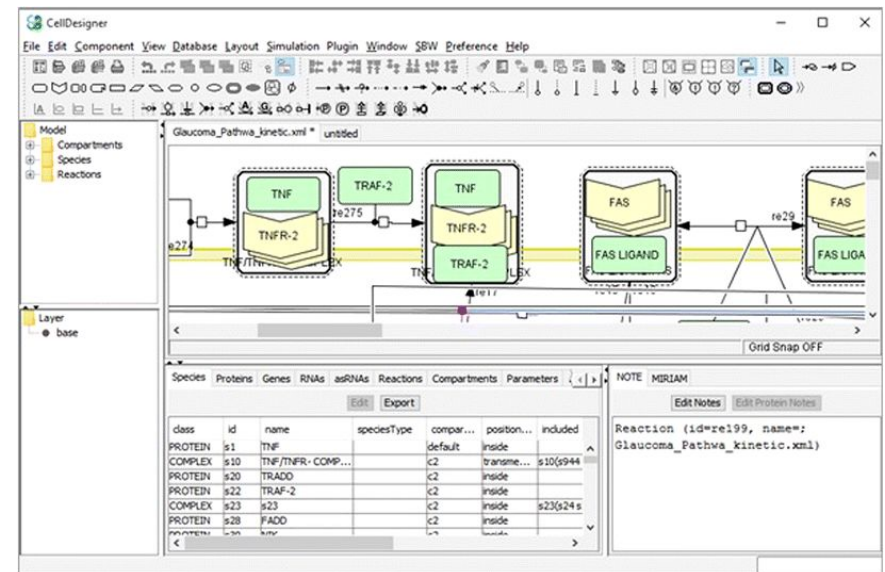 CellDesigner
File Edit Component View Database Layout Simulation Plugin Window SBW Preference Help
Model
Compartments
Species
Reactions
Glaucoma_Pathwa_kinetic.xml * untitled
TNF
TRAF-2
TNF
FAS
FAS
re275
re29
TNFR-2
TNFR-2
re274
FAS LIGAND
FAS LIGA
TRAF-2
re17
Layer
base
Grid Snap OFF
Species Proteins Genes RNAs asRNAs Reactions Compartments Parameters
NOTE MIRIAM
Edit Export
Edit Notes Edit Protein Notes
class id name speciesType compar... position... included
PROTEIN s1 TNF default inside
COMPLEX s10 TNF/TNFR- COMP... c2 transme... s10(s944
PROTEIN s20 TRADD c2 inside
PROTEIN s22 TRAF-2 c2 inside
COMPLEX s23 s23 c2 inside s23(s24 s
PROTEIN s28 FADD c2 inside
Reaction (id=re199, name=;
Glaucoma_Pathwa_kinetic.xml)